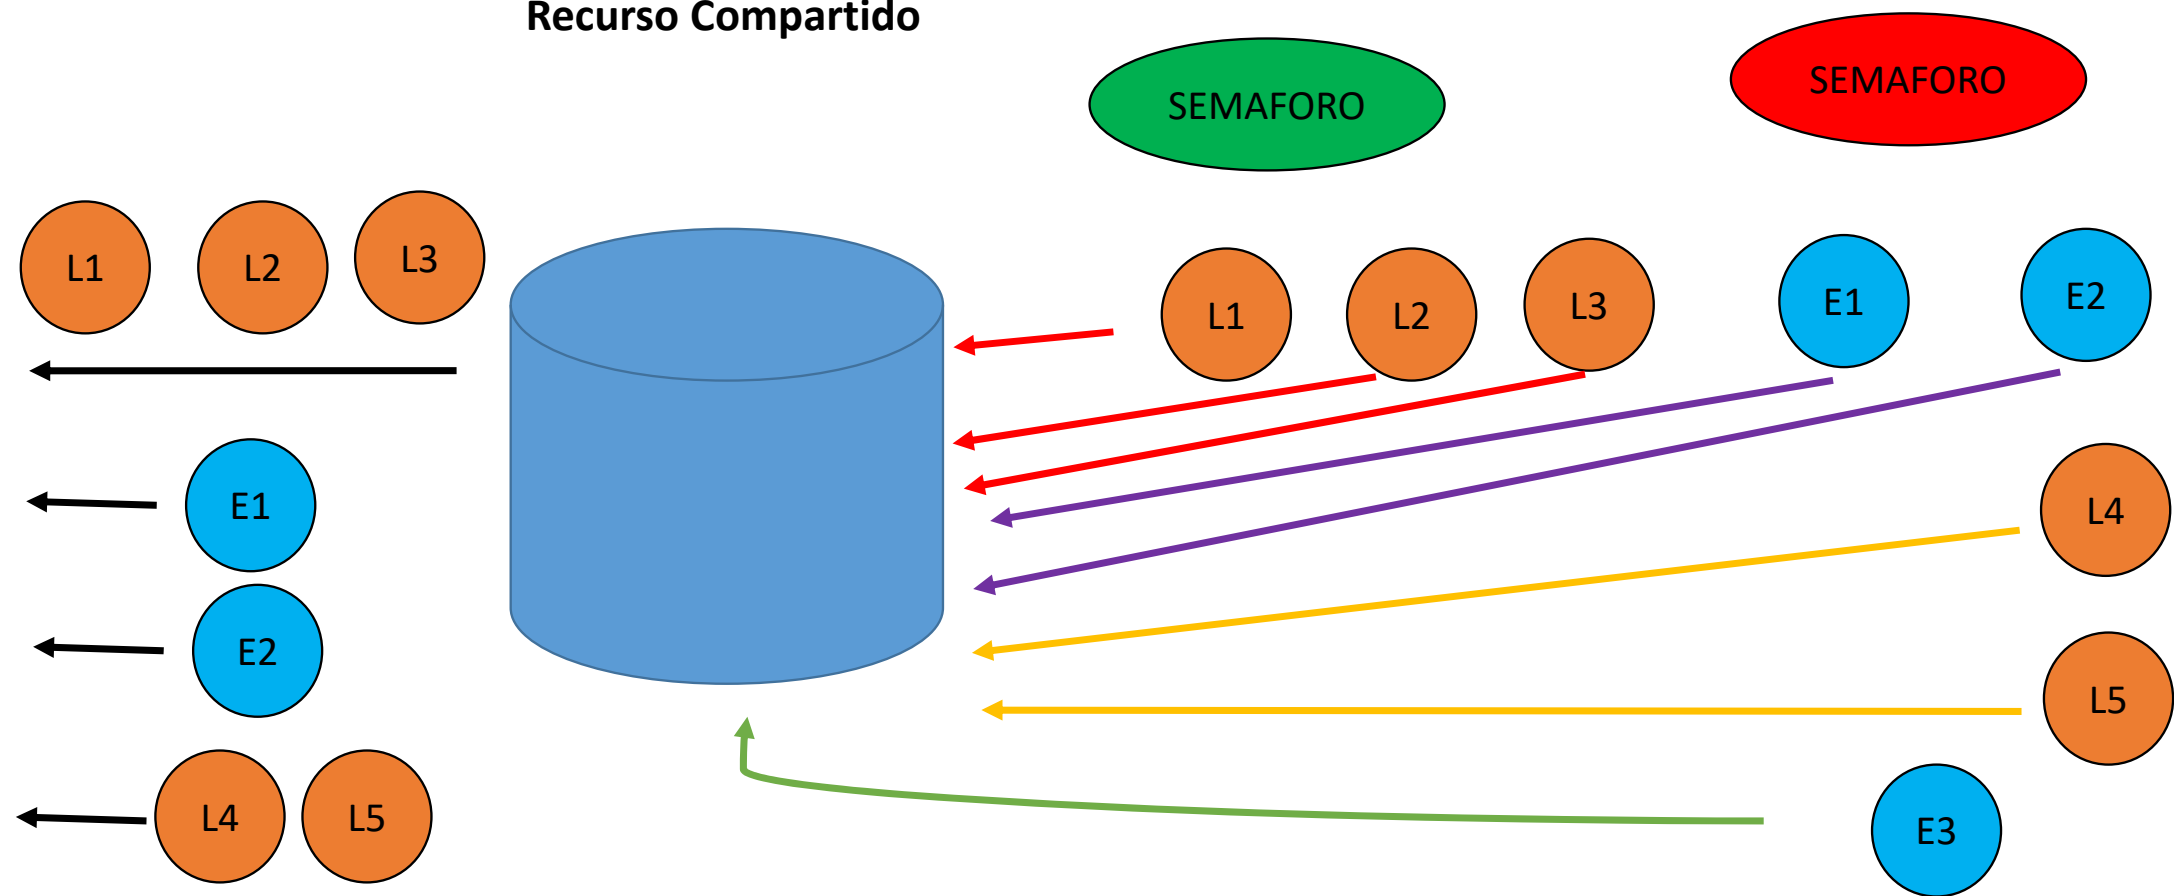 Recurso Compartido
SEMAFORO
SEMAFORO
L1
L2
L3
L1
L2
L3
E1
E2
E1
L4
E2
L5
L4
L5
E3